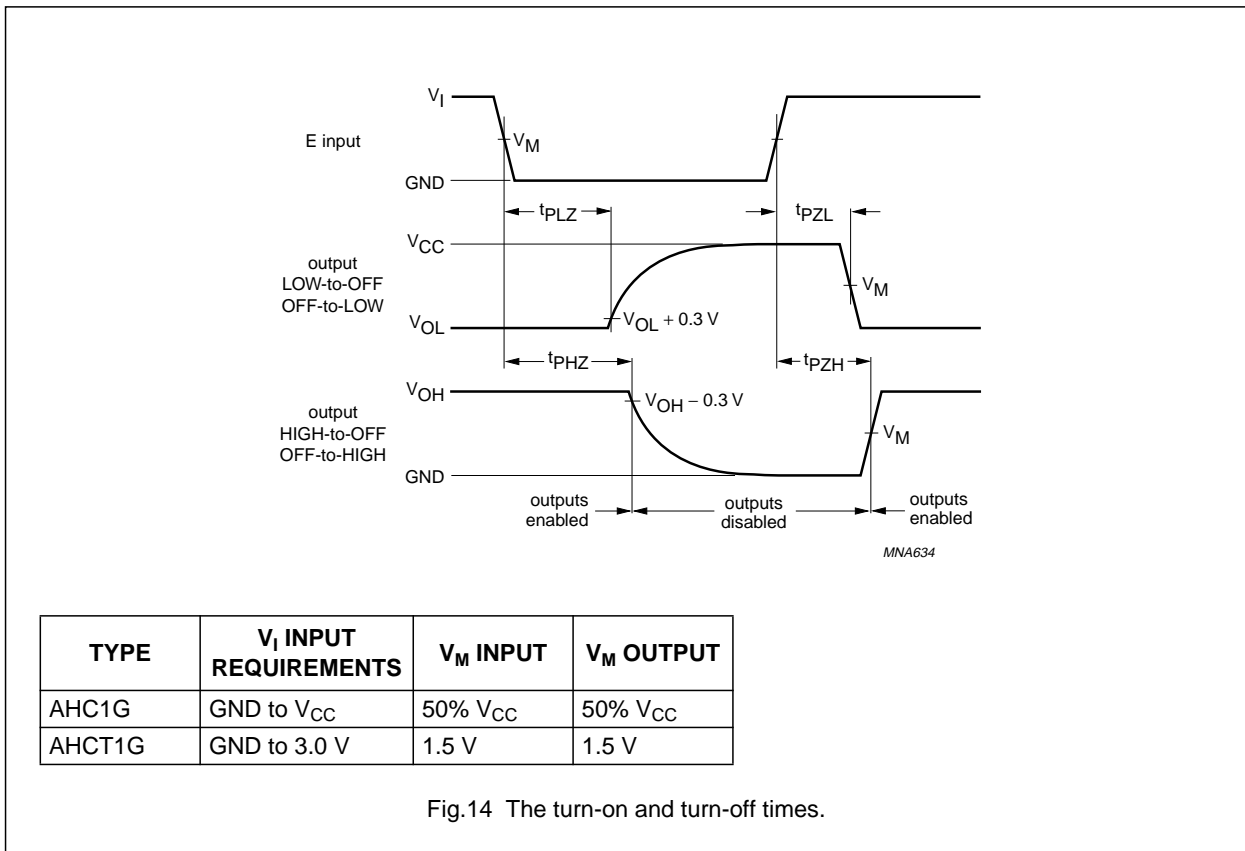 V_I
E input
V_M
GND
t_PLZ
t_PZL
V_CC
output
LOW-to-OFF
OFF-to-LOW
V_M
V_OL
V_OL + 0.3 V
t_PHZ
t_PZH
V_OH
V_OH − 0.3 V
output
HIGH-to-OFF
OFF-to-HIGH
V_M
GND
outputs
enabled
outputs
disabled
outputs
enabled
MNA634
TYPE V_I INPUT REQUIREMENTS V_M INPUT V_M OUTPUT
AHC1G GND to V_CC 50% V_CC 50% V_CC
AHCT1G GND to 3.0 V 1.5 V 1.5 V
Fig.14 The turn-on and turn-off times.